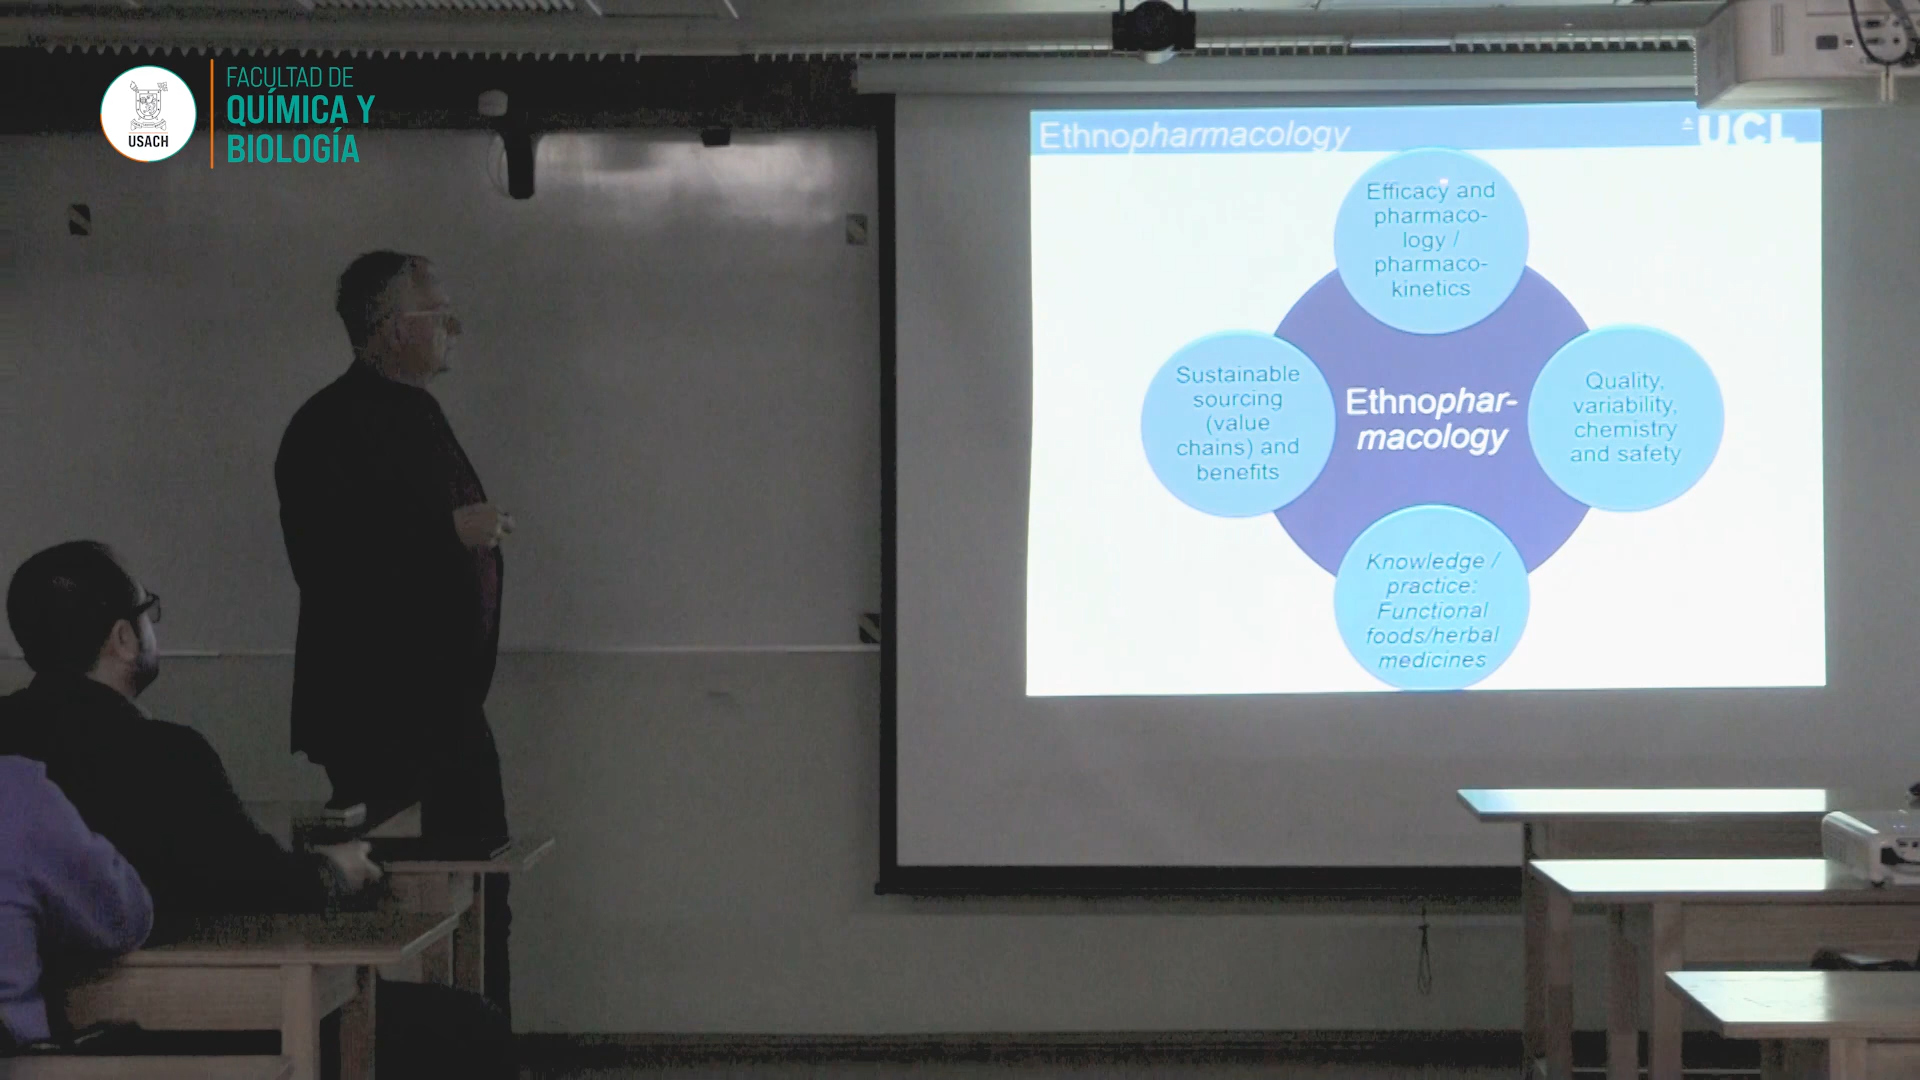 USACH
FACULTAD DE
QUÍMICA Y
BIOLOGÍA
Ethnopharmacology
UCL
Efficacy and
pharmaco-
logy /
pharmaco-
kinetics
Sustainable
sourcing
(value
chains) and
benefits
Ethnophar-
macology
Quality,
variability,
chemistry
and safety
Knowledge /
practice:
Functional
foods/herbal
medicines